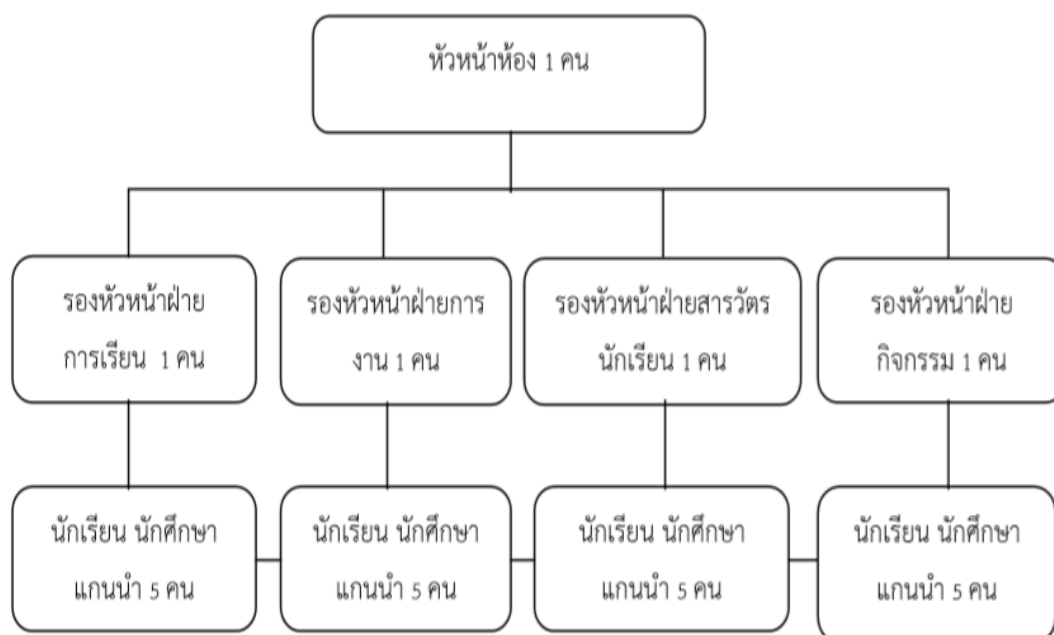 หัวหน้าห้อง 1 คน
รองหัวหน้าฝ่าย
การเรียน 1 คน
รองหัวหน้าฝ่ายการ
งาน 1 คน
รองหัวหน้าฝ่ายสารวัตร
นักเรียน 1 คน
รองหัวหน้าฝ่าย
กิจกรรม 1 คน
นักเรียน นักศึกษา
แกนนำ 5 คน
นักเรียน นักศึกษา
แกนนำ 5 คน
นักเรียน นักศึกษา
แกนนำ 5 คน
นักเรียน นักศึกษา
แกนนำ 5 คน